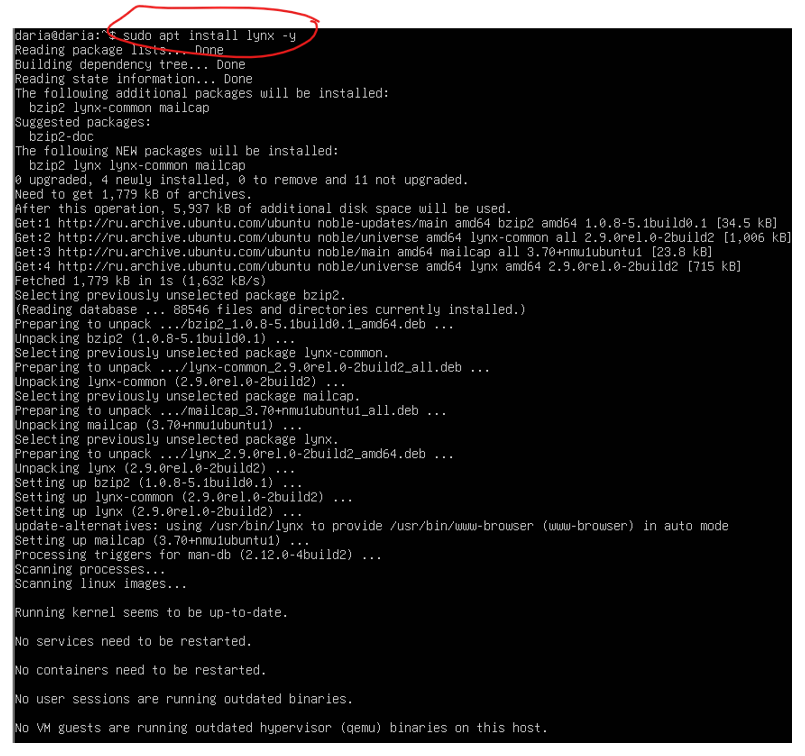 daria@daria:~$ sudo apt install lynx -y
Reading package lists... Done
Building dependency tree... Done
Reading state information... Done
The following additional packages will be installed:
  bzip2 lynx-common mailcap
Suggested packages:
  bzip2-doc
The following NEW packages will be installed:
  bzip2 lynx lynx-common mailcap
0 upgraded, 4 newly installed, 0 to remove and 11 not upgraded.
Need to get 1,779 kB of archives.
After this operation, 5,937 kB of additional disk space will be used.
Get:1 http://ru.archive.ubuntu.com/ubuntu noble-updates/main amd64 bzip2 amd64 1.0.8-5.1build0.1 [34.5 kB]
Get:2 http://ru.archive.ubuntu.com/ubuntu noble/universe amd64 lynx-common all 2.9.0rel.0-2build2 [1,006 kB]
Get:3 http://ru.archive.ubuntu.com/ubuntu noble/main amd64 mailcap all 3.70+nmu1ubuntu1 [23.8 kB]
Get:4 http://ru.archive.ubuntu.com/ubuntu noble/universe amd64 lynx amd64 2.9.0rel.0-2build2 [715 kB]
Fetched 1,779 kB in 1s (1,632 kB/s)
Selecting previously unselected package bzip2.
(Reading database ... 88546 files and directories currently installed.)
Preparing to unpack .../bzip2_1.0.8-5.1build0.1_amd64.deb ...
Unpacking bzip2 (1.0.8-5.1build0.1) ...
Selecting previously unselected package lynx-common.
Preparing to unpack .../lynx-common_2.9.0rel.0-2build2_all.deb ...
Unpacking lynx-common (2.9.0rel.0-2build2) ...
Selecting previously unselected package mailcap.
Preparing to unpack .../mailcap_3.70+nmu1ubuntu1_all.deb ...
Unpacking mailcap (3.70+nmu1ubuntu1) ...
Selecting previously unselected package lynx.
Preparing to unpack .../lynx_2.9.0rel.0-2build2_amd64.deb ...
Unpacking lynx (2.9.0rel.0-2build2) ...
Setting up bzip2 (1.0.8-5.1build0.1) ...
Setting up lynx-common (2.9.0rel.0-2build2) ...
Setting up lynx (2.9.0rel.0-2build2) ...
update-alternatives: using /usr/bin/lynx to provide /usr/bin/www-browser (www-browser) in auto mode
Setting up mailcap (3.70+nmu1ubuntu1) ...
Processing triggers for man-db (2.12.0-4build2) ...
Scanning processes...
Scanning linux images...
Running kernel seems to be up-to-date.
No services need to be restarted.
No containers need to be restarted.
No user sessions are running outdated binaries.
No VM guests are running outdated hypervisor (qemu) binaries on this host.